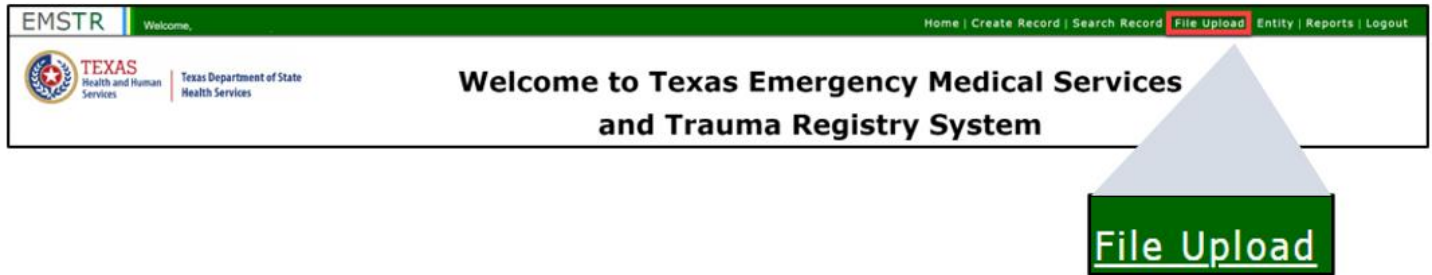 EMSTR Welcome, Home | Create Record | Search Record File Upload Entity | Reports | Logout
TEXAS
Health and Human
Services
Texas Department of State
Health Services
Welcome to Texas Emergency Medical Services
and Trauma Registry System
File Upload